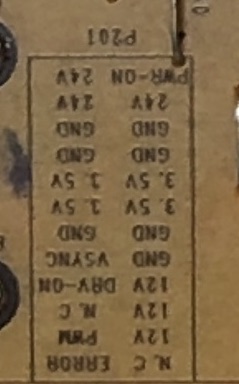 N.C ERROR
12V PWM
12V N.C
12V DRV-ON
GND VSYNC
GND GND
3.5V 3.5V
3.5V 3.5V
GND GND
GND GND
24V 24V
PWR-ON 24V
P201